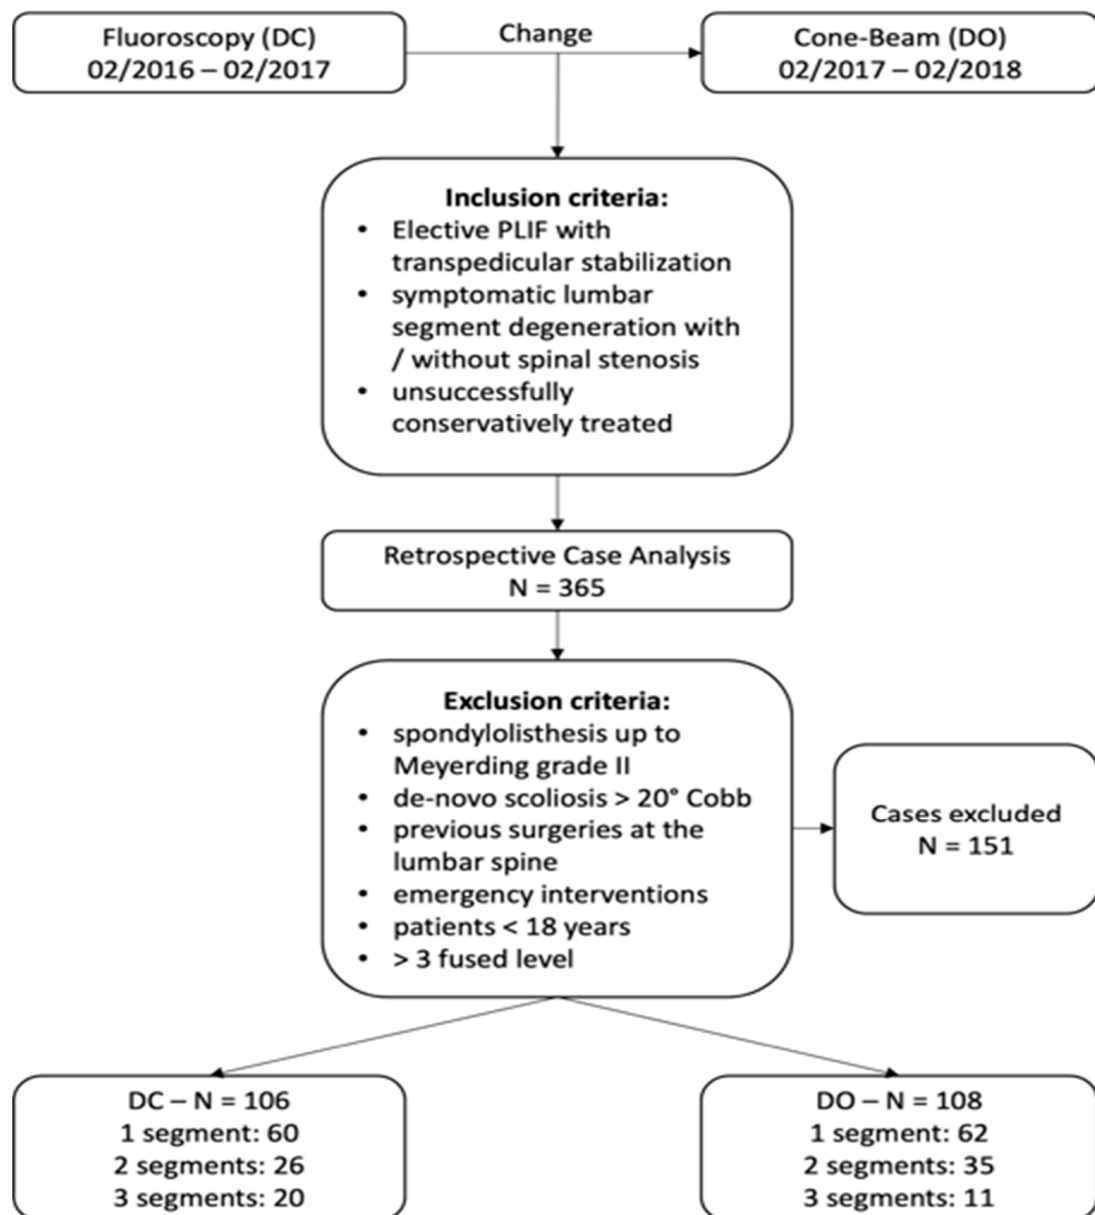 Fluoroscopy (DC)
02/2016 – 02/2017
Change
Cone-Beam (DO)
02/2017 – 02/2018
Inclusion criteria:
• Elective PLIF with
transpedicular stabilization
• symptomatic lumbar
segment degeneration with
/ without spinal stenosis
• unsuccessfully
conservatively treated
Retrospective Case Analysis
N = 365
Exclusion criteria:
• spondylolisthesis up to
Meyerding grade II
• de-novo scoliosis > 20° Cobb
• previous surgeries at the
lumbar spine
• emergency interventions
• patients < 18 years
• > 3 fused level
Cases excluded
N = 151
DC – N = 106
1 segment: 60
2 segments: 26
3 segments: 20
DO – N = 108
1 segment: 62
2 segments: 35
3 segments: 11